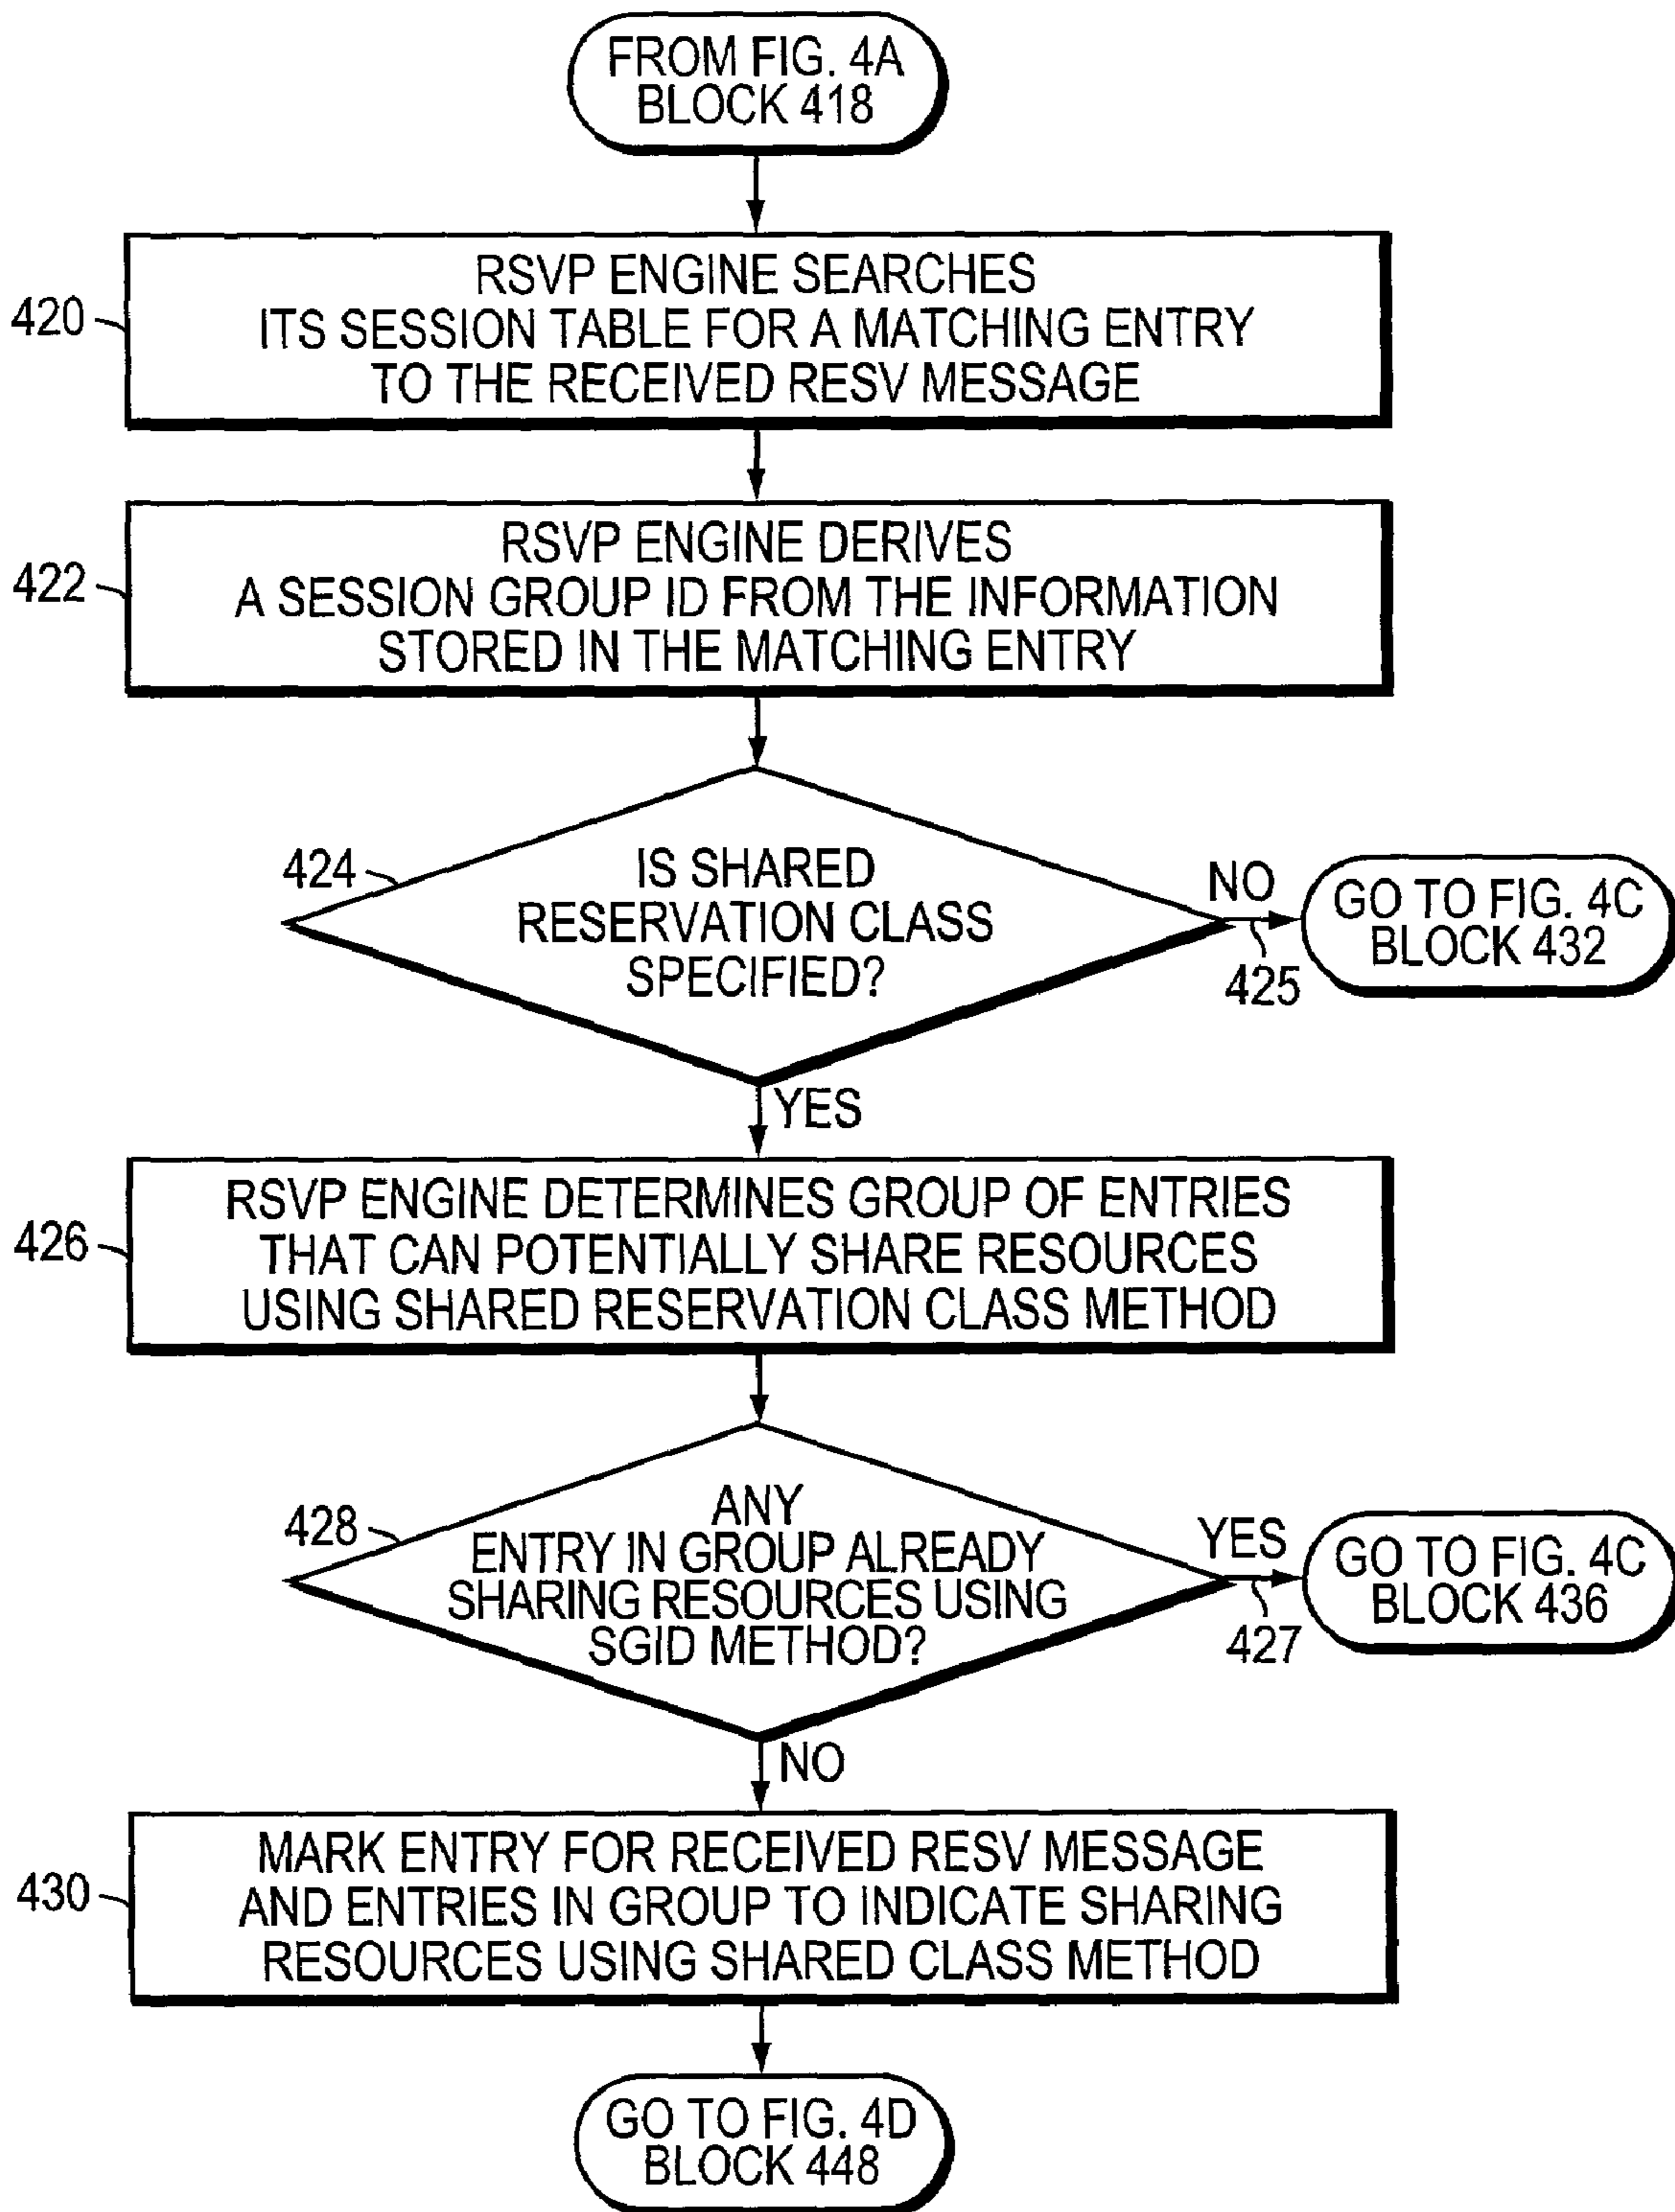 FROM FIG. 4A
BLOCK 418
420
RSVP ENGINE SEARCHES
ITS SESSION TABLE FOR A MATCHING ENTRY
TO THE RECEIVED RESV MESSAGE
422
RSVP ENGINE DERIVES
A SESSION GROUP ID FROM THE INFORMATION
STORED IN THE MATCHING ENTRY
424
IS SHARED
RESERVATION CLASS
SPECIFIED?
NO
425
GO TO FIG. 4C
BLOCK 432
YES
426
RSVP ENGINE DETERMINES GROUP OF ENTRIES
THAT CAN POTENTIALLY SHARE RESOURCES
USING SHARED RESERVATION CLASS METHOD
428
ANY
ENTRY IN GROUP ALREADY
SHARING RESOURCES USING
SGID METHOD?
YES
427
GO TO FIG. 4C
BLOCK 436
NO
430
MARK ENTRY FOR RECEIVED RESV MESSAGE
AND ENTRIES IN GROUP TO INDICATE SHARING
RESOURCES USING SHARED CLASS METHOD
GO TO FIG. 4D
BLOCK 448